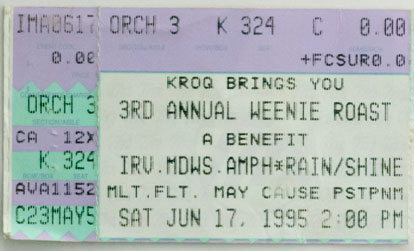 IMA0617 ORCH 3 K 324 C 0.00
0.00 +FCSUR0.0
KROQ BRINGS YOU
ORCH 3 3RD ANNUAL WEENIE ROAST
CA 12X A BENEFIT
K 324 IRV.MDWS.AMPH*RAIN/SHINE
AVA1152 MLT.FLT. MAY CAUSE PSTPNM
C23MAY5 SAT JUN 17, 1995 2:00 PM